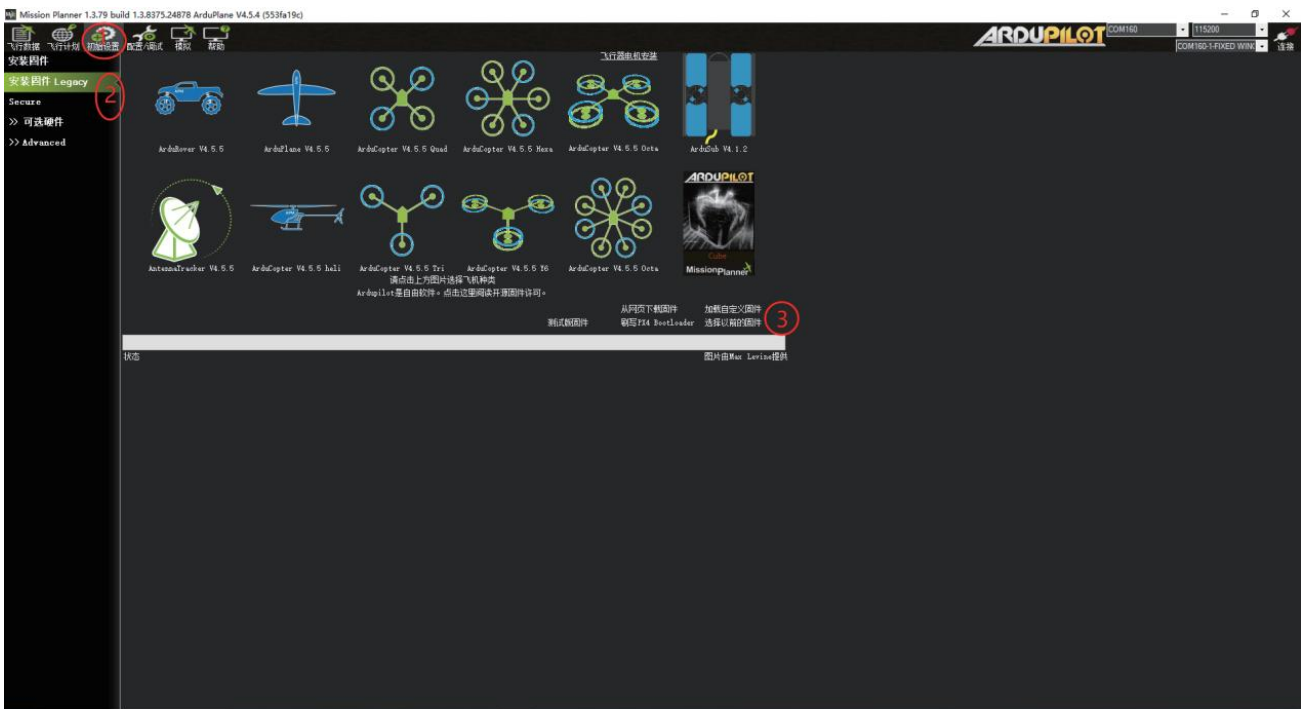 Mission Planner 1.3.79 build 1.3.8375.24878 ArduPlane V4.5.4 (553fa19c)
飞行数据 飞行计划 初始设置 配置/调试 模拟 帮助
ARDUPILOT
COM160 115200
COM160-1-FIXED WING 连接
安装固件
安装固件 Legacy
2
Secure
>> 可选硬件
>> Advanced
飞行器电机安装
ArduRover V4.5.5 ArduPlane V4.5.5 ArduCopter V4.5.5 Quad ArduCopter V4.5.5 Hexa ArduCopter V4.5.5 Octa ArduSub V4.1.2
ARDUPILOT
Cube
Mission Planner
AntennaTracker V4.5.5 ArduCopter V4.5.5 heli ArduCopter V4.5.5 Tri ArduCopter V4.5.5 Y6 ArduCopter V4.5.5 Octa
请点击上方图片选择飞机种类
Ardupilot是自由软件。点击这里阅读开源固件许可。
从网页下载固件 加载自定义固件
测试版固件 刷写PX4 Bootloader 选择以前的固件
3
状态 图片由Max Levine提供